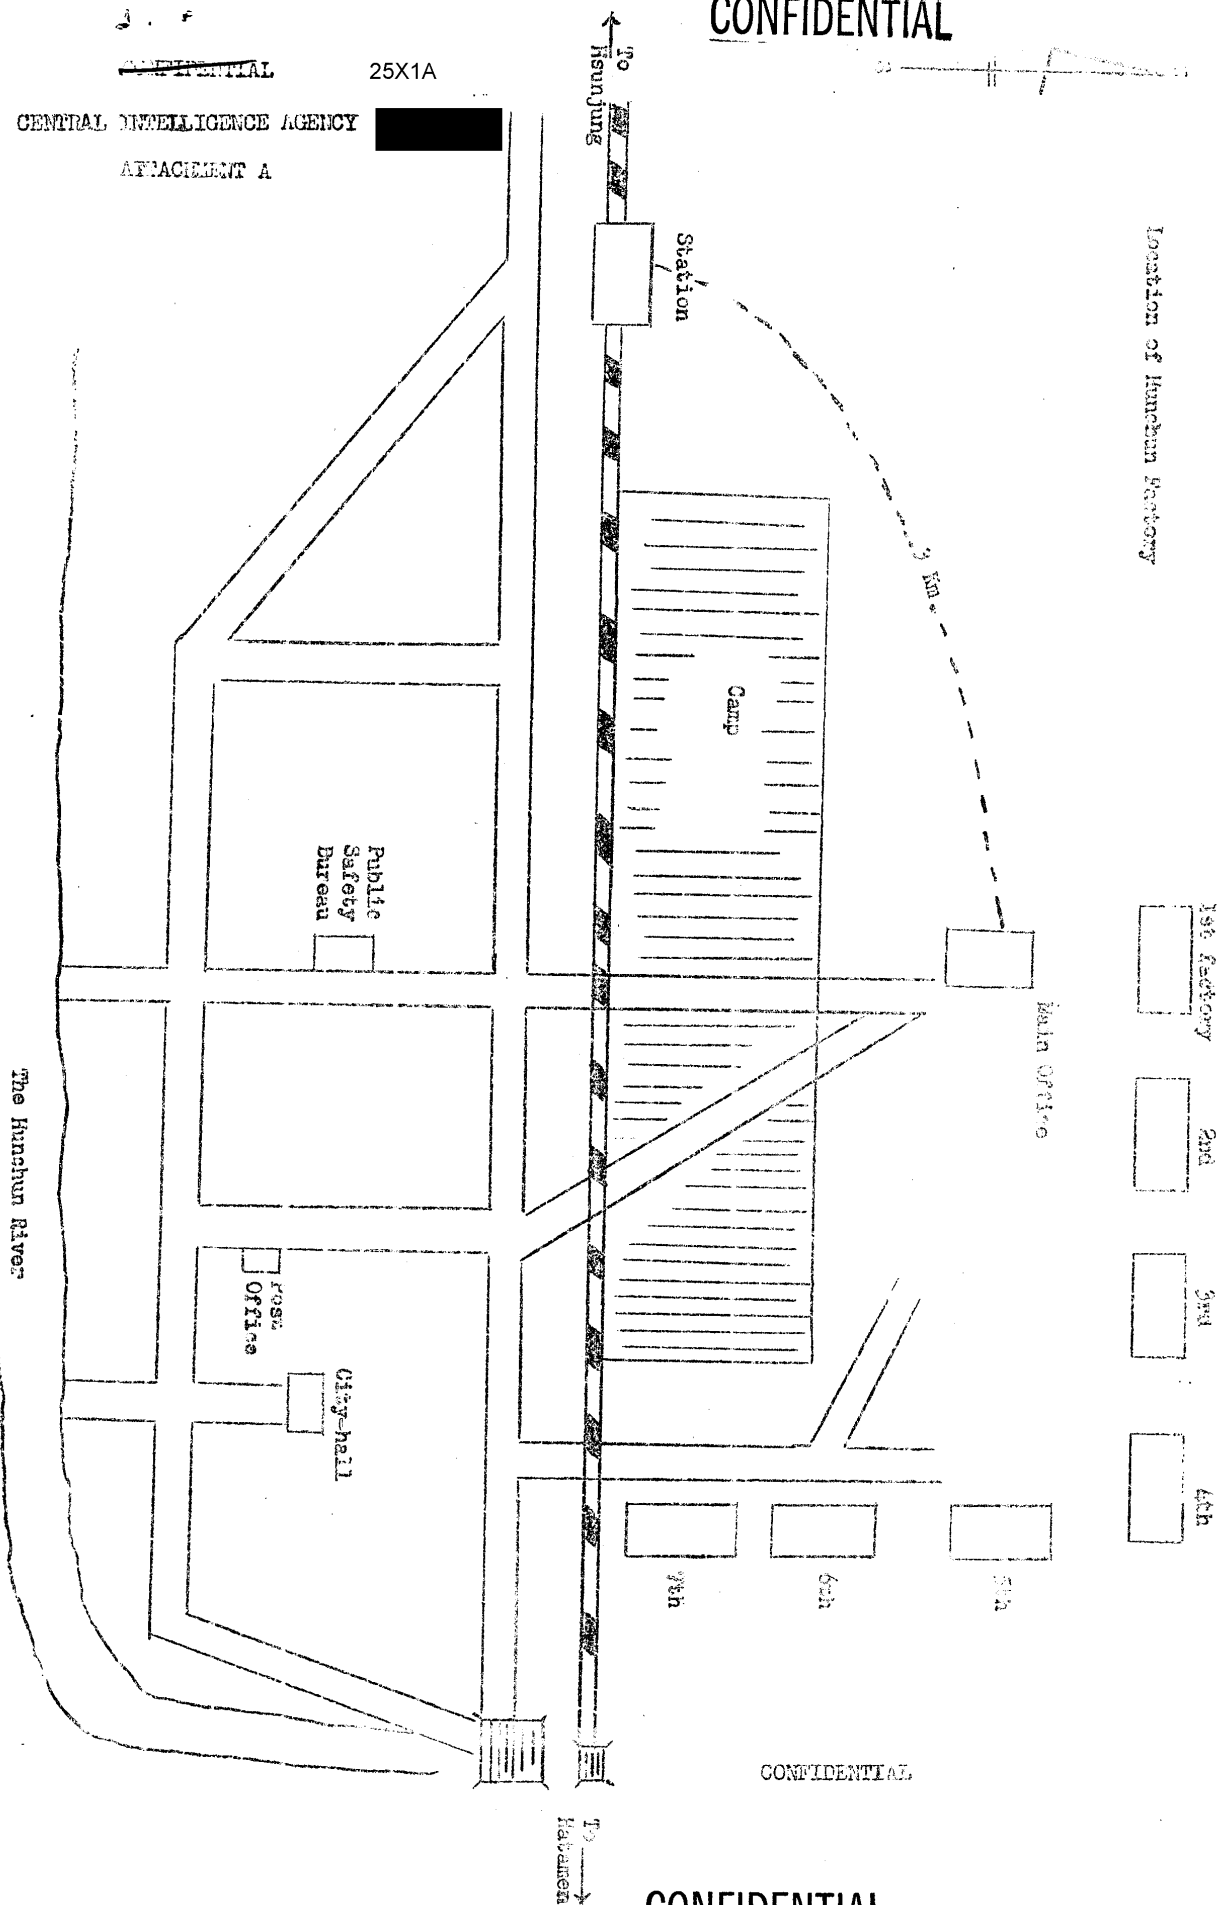 CONFIDENTIAL
CONFIDENTIAL
25X1A
CENTRAL INTELLIGENCE AGENCY
ATTACHMENT A
To
Hsunjung
S
Location of Hunchun Factory
Station
3 Km.
Camp
Public
Safety
Bureau
Main Office
1st factory
2nd
3rd
4th
5th
6th
7th
The Hunchun River
Post
Office
City-hall
CONFIDENTIAL
To
Hatamen
CONFIDENTIAL